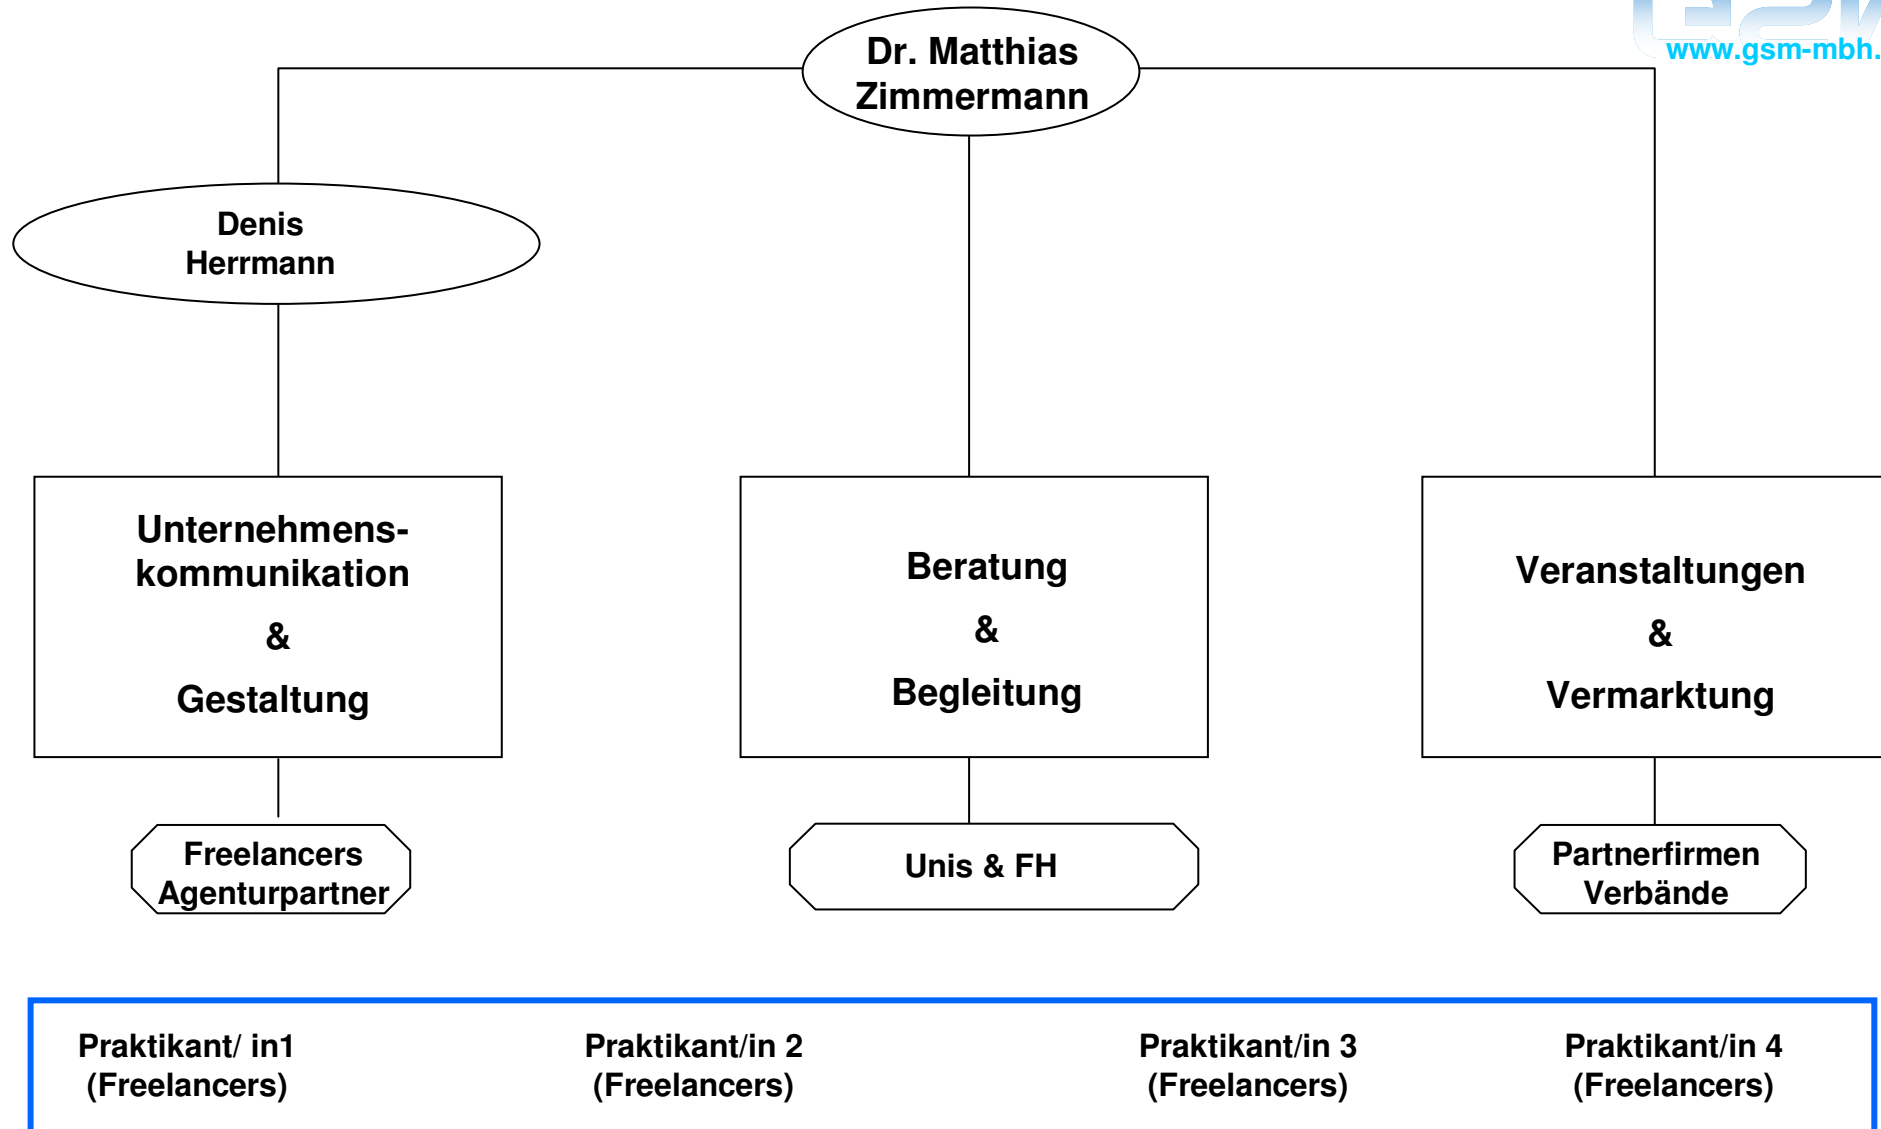 www.gsm-mbh.
Dr. Matthias
Zimmermann
Denis
Herrmann
Unternehmens-
kommunikation
&
Gestaltung
Beratung
&
Begleitung
Veranstaltungen
&
Vermarktung
Freelancers
Agenturpartner
Unis & FH
Partnerfirmen
Verbände
Praktikant/ in1
(Freelancers)
Praktikant/in 2
(Freelancers)
Praktikant/in 3
(Freelancers)
Praktikant/in 4
(Freelancers)